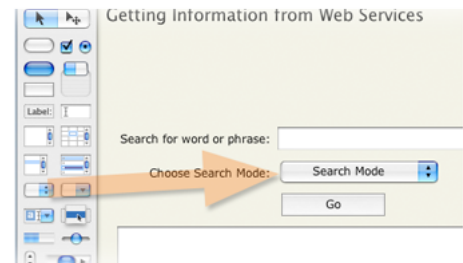 Getting Information from Web Services
Label:
Search for word or phrase:
Choose Search Mode:
Search Mode
Go